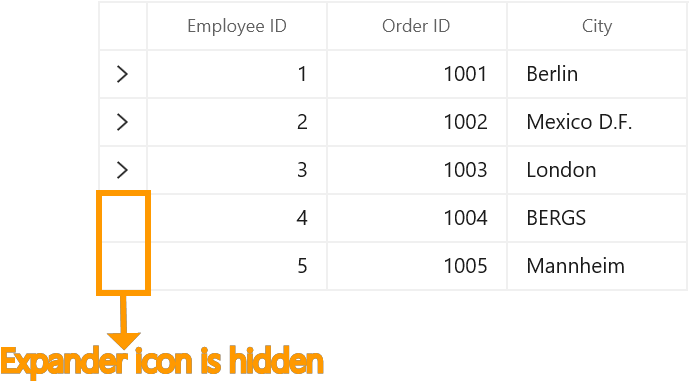 Employee ID Order ID City
1 1001 Berlin
2 1002 Mexico D.F.
3 1003 London
4 1004 BERGS
5 1005 Mannheim
Expander icon is hidden